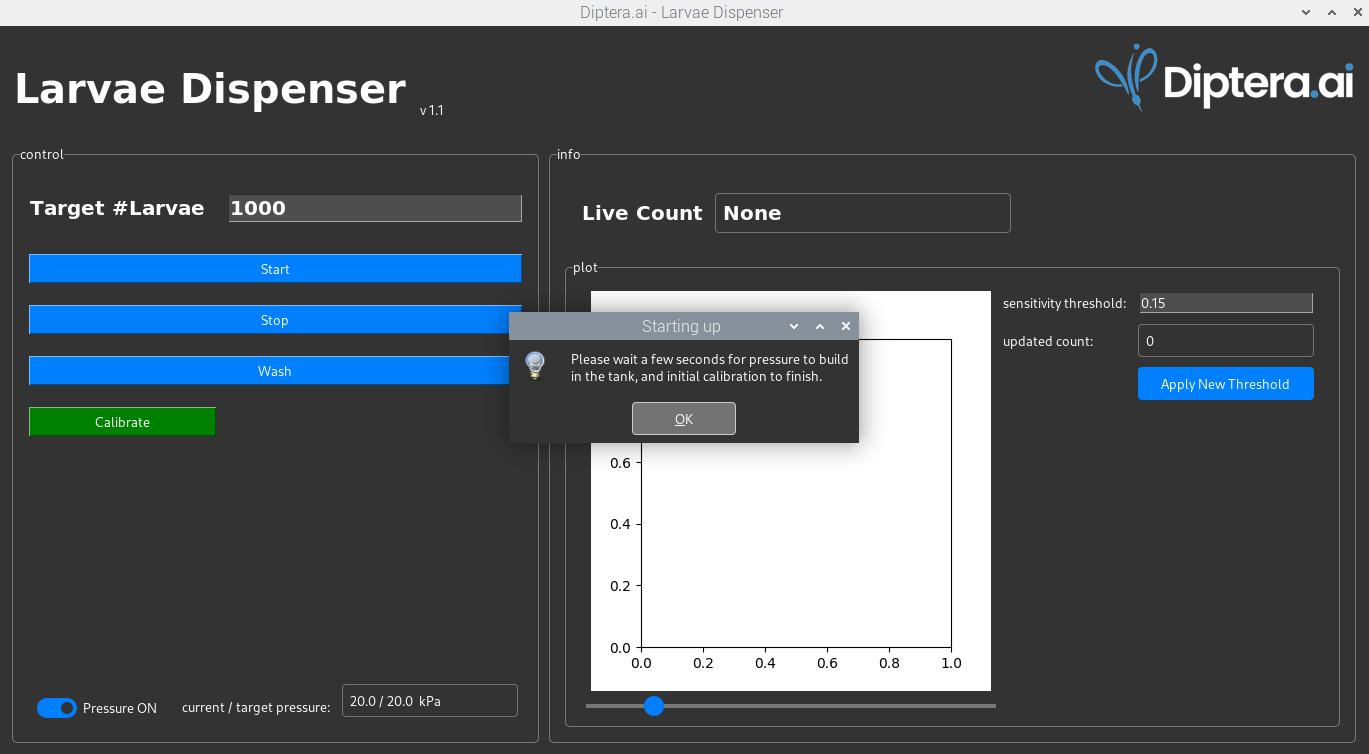 Diptera.ai - Larvae Dispenser
Larvae Dispenser
v 1.1
Diptera.ai
control
Target #Larvae 1000
Start
Stop
Wash
Calibrate
Pressure ON current / target pressure: 20.0 / 20.0 kPa
info
Live Count None
plot
sensitivity threshold: 0.15
updated count: 0
Apply New Threshold
Starting up
Please wait a few seconds for pressure to build
in the tank, and initial calibration to finish.
OK
0.6
0.4
0.2
0.0
0.0 0.2 0.4 0.6 0.8 1.0